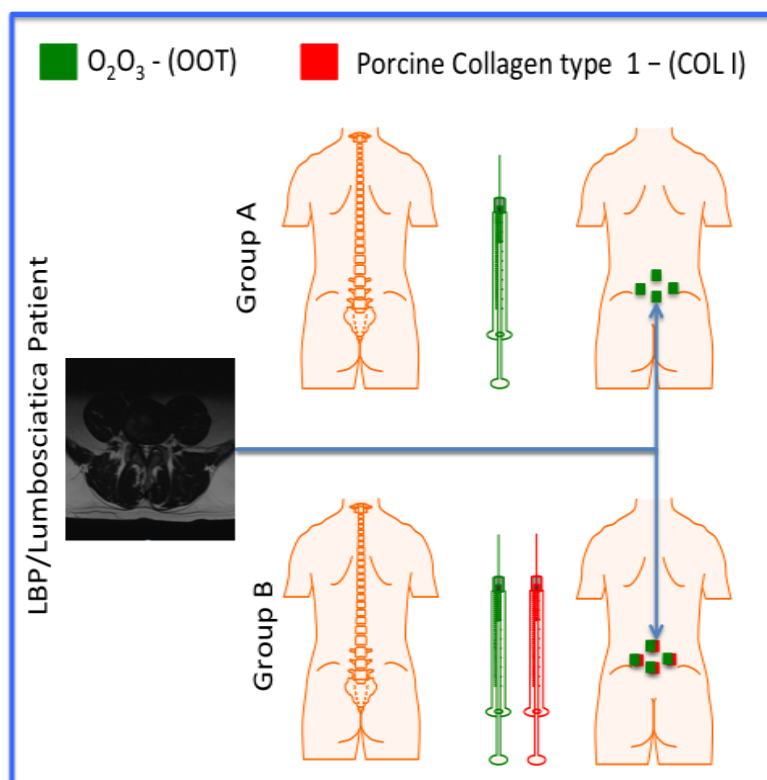 O₂O₃ - (OOT)
Porcine Collagen type 1 – (COL I)
LBP/Lumbosciatica Patient
Group A
Group B